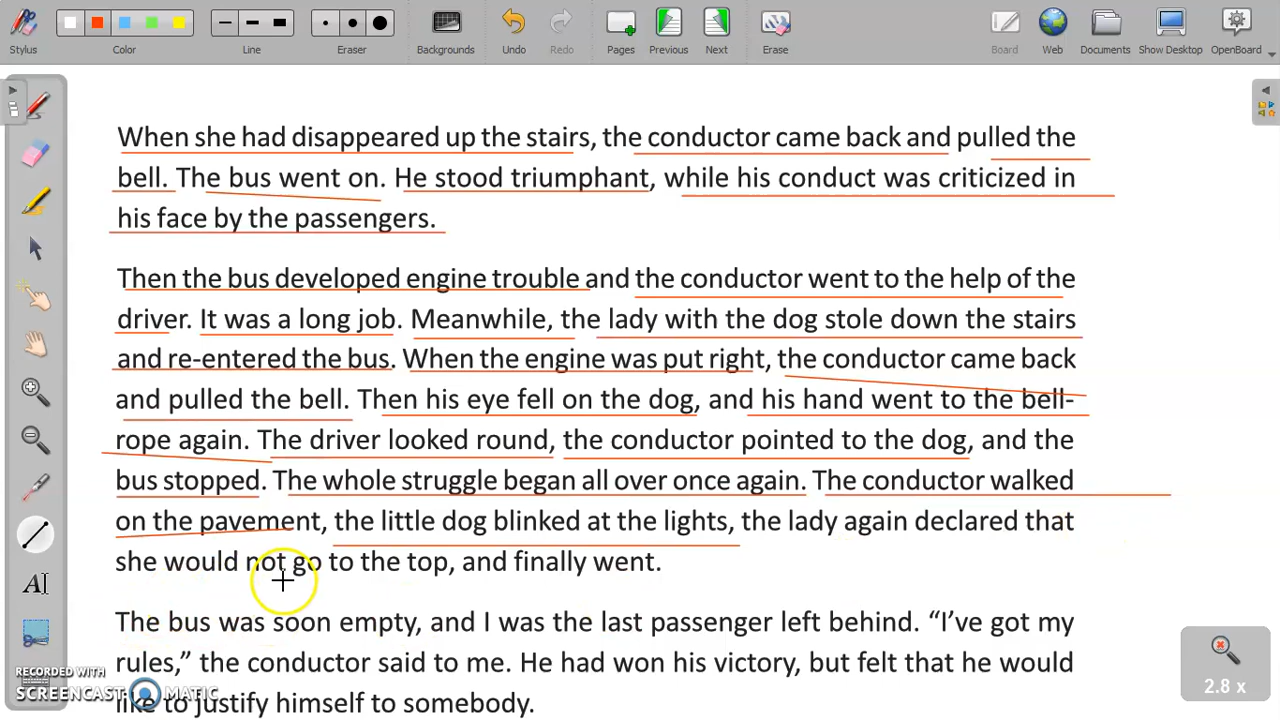 Stylus
Color
Line
Eraser
Backgrounds
Undo
Redo
Pages
Previous
Next
Erase
Board
Web
Documents
Show Desktop
OpenBoard
When she had disappeared up the stairs, the conductor came back and pulled the
bell. The bus went on. He stood triumphant, while his conduct was criticized in
his face by the passengers.
Then the bus developed engine trouble and the conductor went to the help of the
driver. It was a long job. Meanwhile, the lady with the dog stole down the stairs
and re-entered the bus. When the engine was put right, the conductor came back
and pulled the bell. Then his eye fell on the dog, and his hand went to the bell-
rope again. The driver looked round, the conductor pointed to the dog, and the
bus stopped. The whole struggle began all over once again. The conductor walked
on the pavement, the little dog blinked at the lights, the lady again declared that
she would not go to the top, and finally went.
The bus was soon empty, and I was the last passenger left behind. “I’ve got my
rules,” the conductor said to me. He had won his victory, but felt that he would
like to justify himself to somebody.
RECORDED WITH
SCREENCAST MATIC
2.8 x